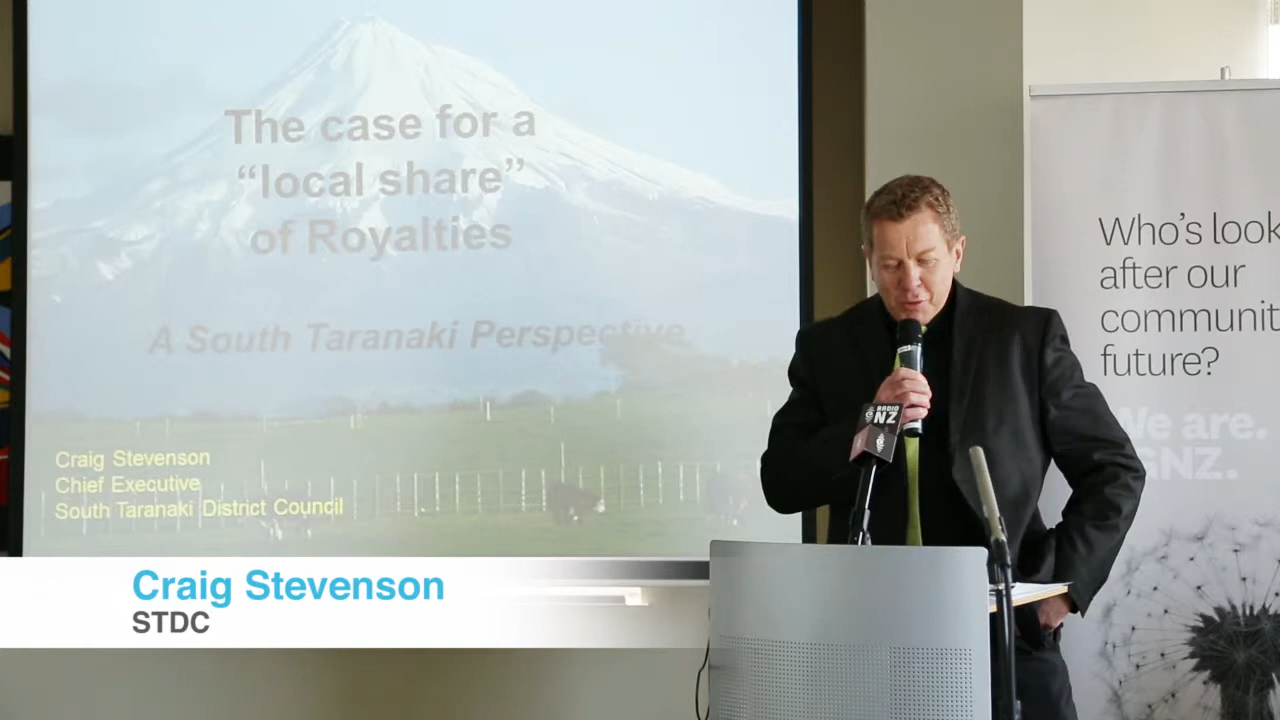 The case for a
“local share”
of Royalties
A South Taranaki Perspective
Craig Stevenson
Chief Executive
South Taranaki District Council
Craig Stevenson
STDC
RADIO
NZ
Who's look
after our
communit
future?
We are.
GNZ.